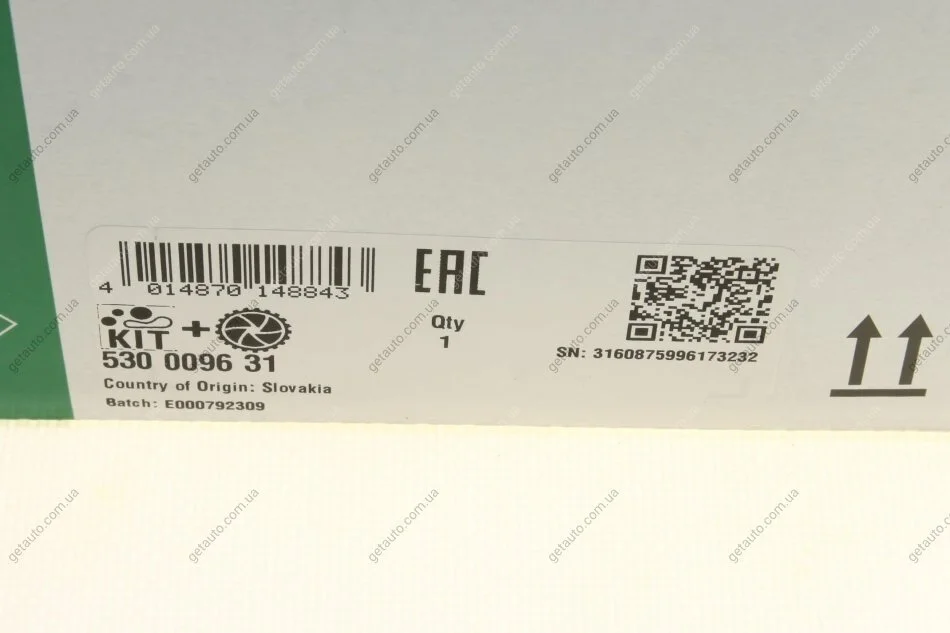 4 014870 148843
EAC
KIT +
530 0096 31
Qty
1
SN: 3160875996173232
Country of Origin: Slovakia
Batch: E000792309
getauto.com.ua